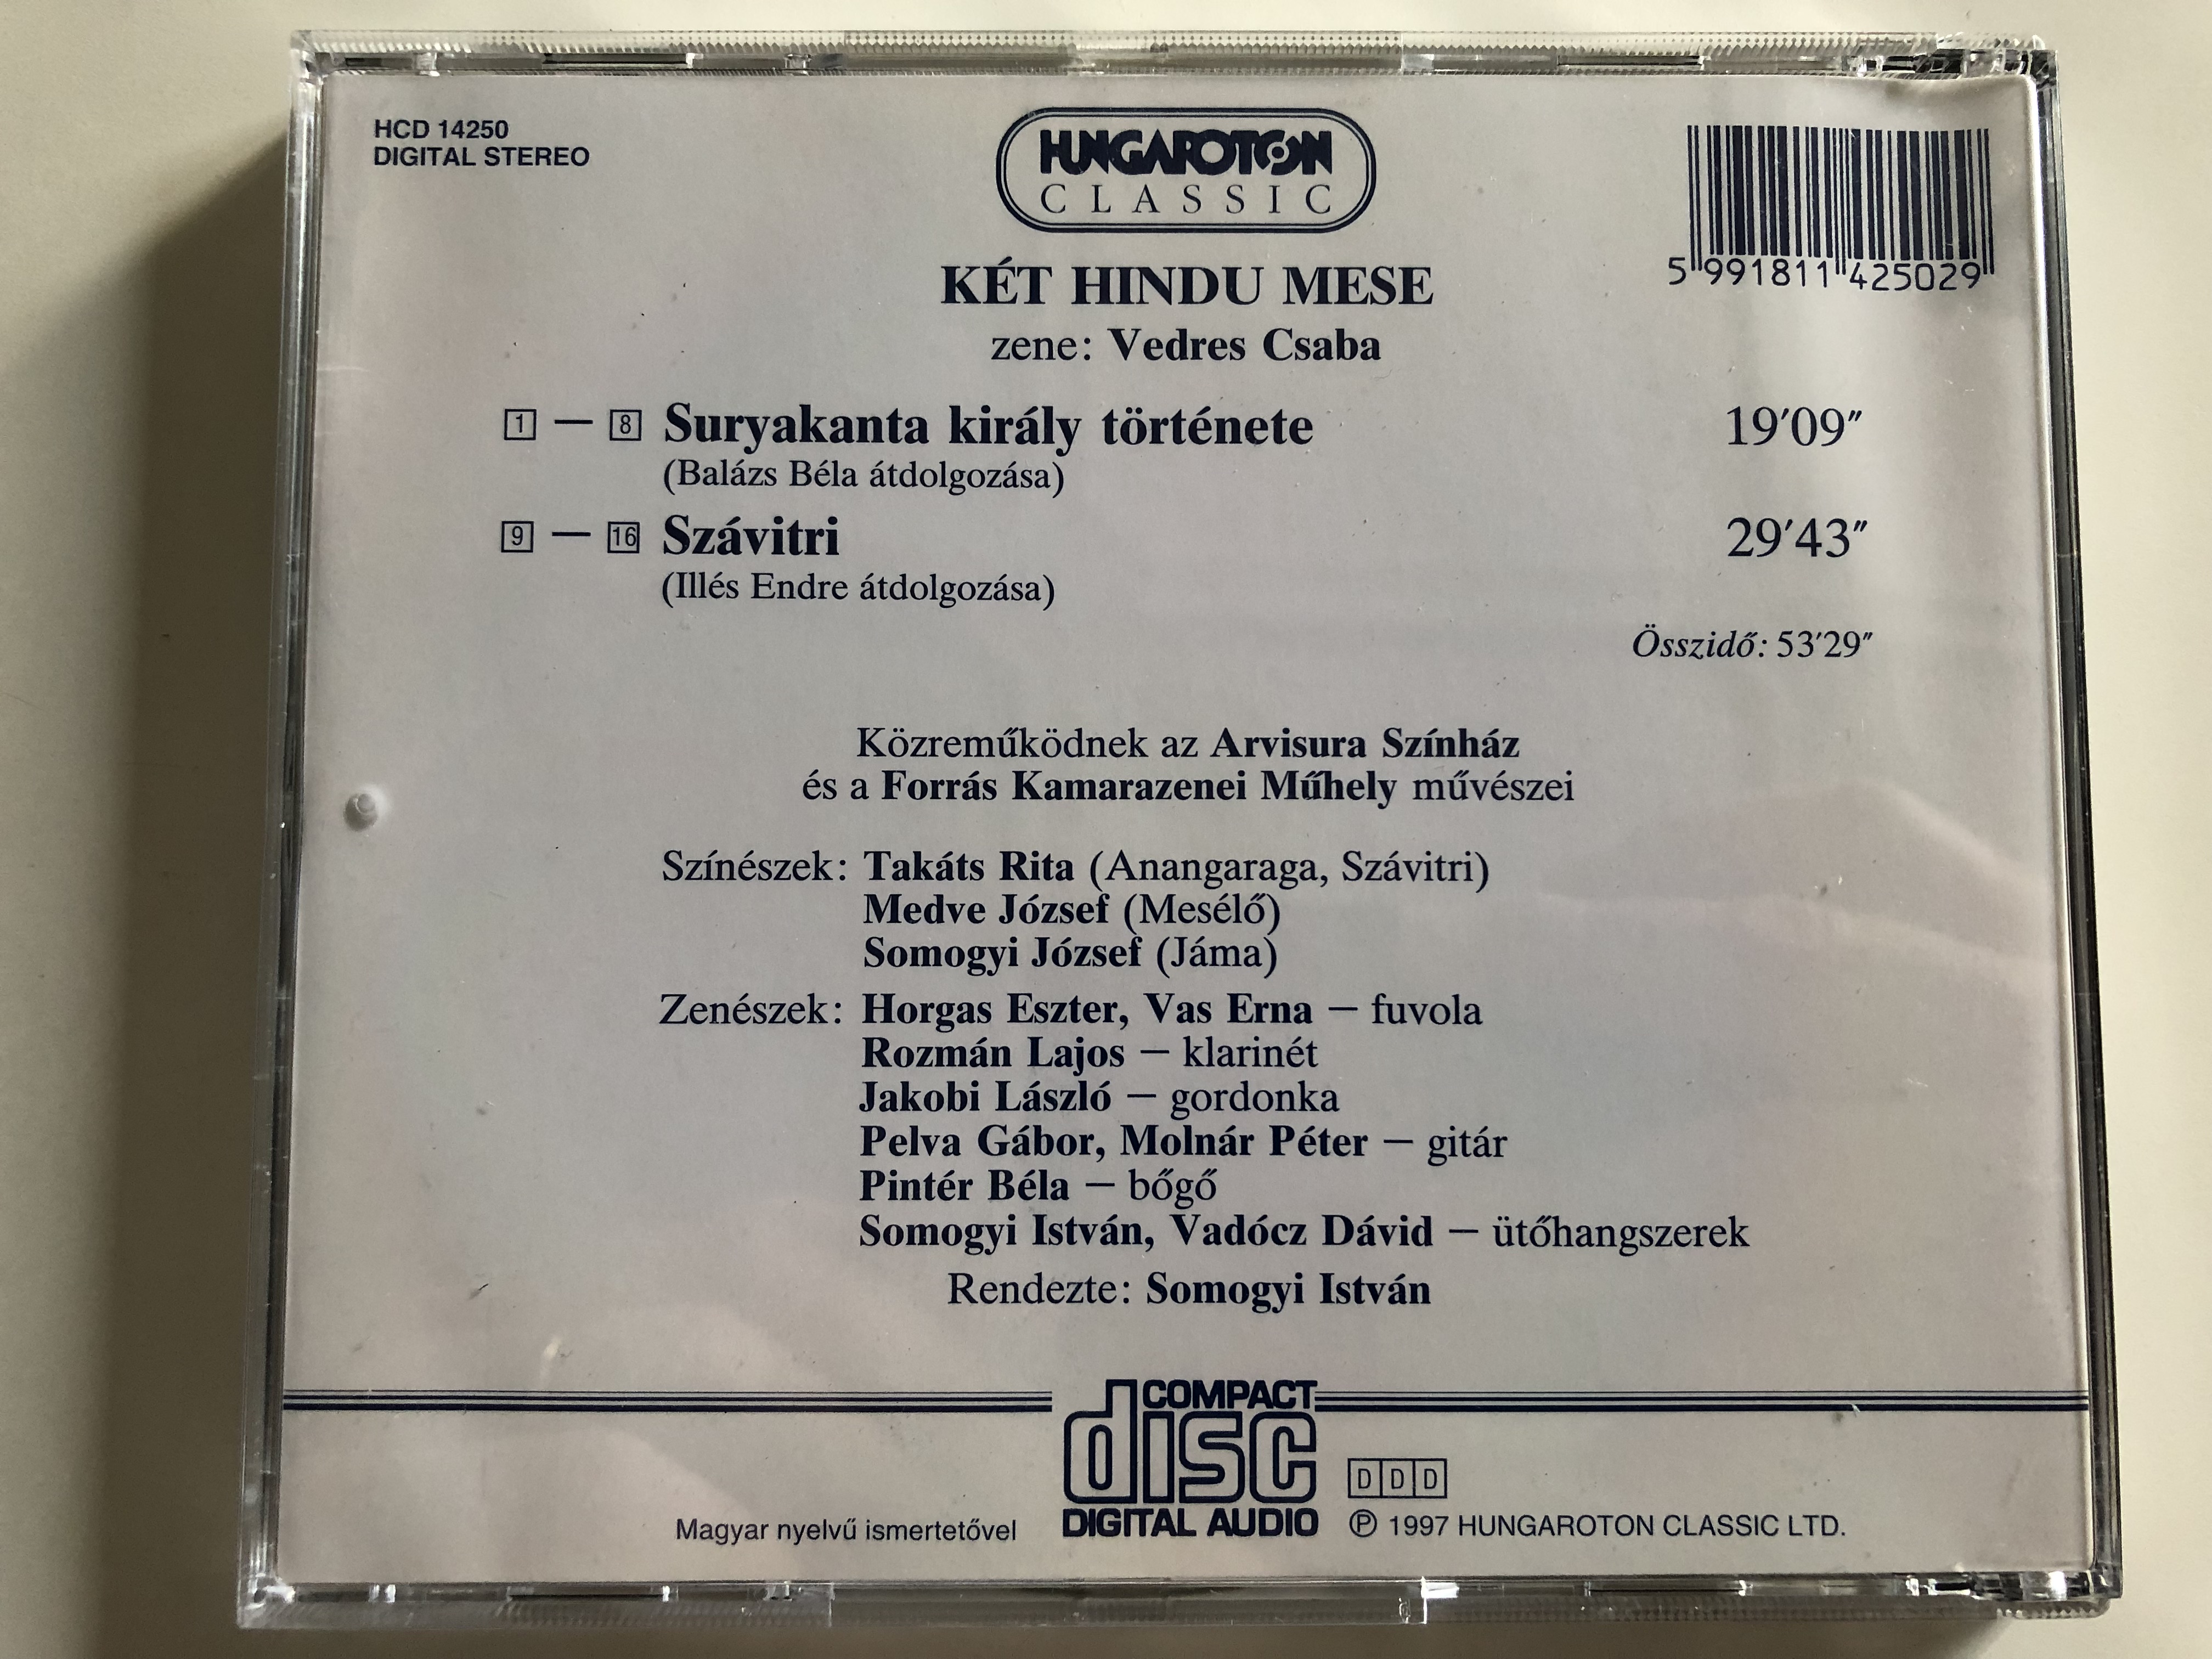 HCD 14250
DIGITAL STEREO
HUNGAROTON
CLASSIC
5 991811 425029
KÉT HINDU MESE
zene: Vedres Csaba
1 — 8 Suryakanta király története 19′09″
(Balázs Béla átdolgozása)
9 — 16 Szávitri 29′43″
(Illés Endre átdolgozása)
Összidő: 53′29″
Közreműködnek az Arvisura Színház
és a Forrás Kamarazenei Műhely művészei
Színészek: Takáts Rita (Anangaraga, Szávitri)
Medve József (Mesélő)
Somogyi József (Jáma)
Zenészek: Horgas Eszter, Vas Erna — fuvola
Rozmán Lajos — klarinét
Jakobi László — gordonka
Pelva Gábor, Molnár Péter — gitár
Pintér Béla — bőgő
Somogyi István, Vadócz Dávid — ütőhangszerek
Rendezte: Somogyi István
COMPACT
disc
DIGITAL AUDIO
DDD
Magyar nyelvű ismertetővel
℗ 1997 HUNGAROTON CLASSIC LTD.